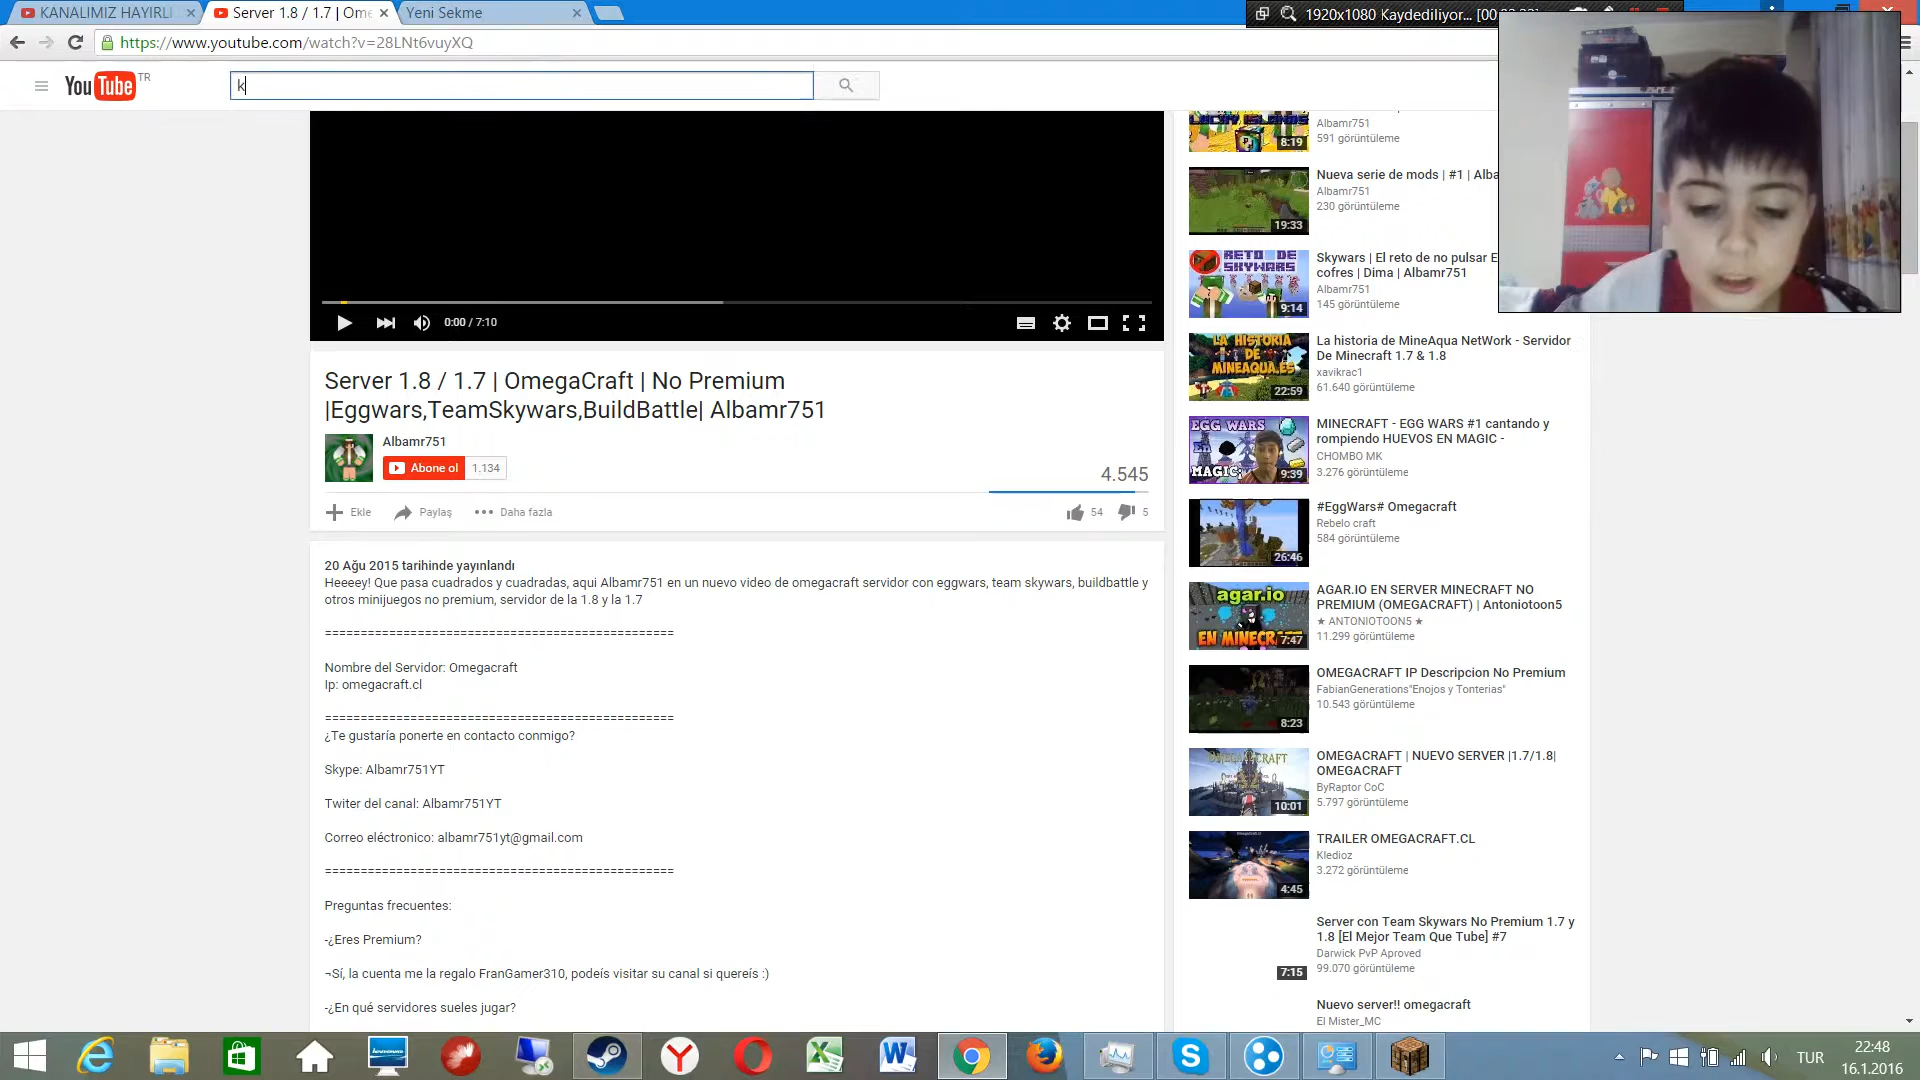 KANALIMIZ HAYIRLI
Server 1.8 / 1.7 | Ome
Yeni Sekme
1920x1080 Kaydediliyor...
https://www.youtube.com/watch?v=28LNt6vuyXQ
YouTube TR
k
0:00 / 7:10
Server 1.8 / 1.7 | OmegaCraft | No Premium
|Eggwars,TeamSkywars,BuildBattle| Albamr751
Albamr751
Abone ol 1.134
4.545
Ekle Paylaş Daha fazla 54 5
20 Ağu 2015 tarihinde yayınlandı
Heeeey! Que pasa cuadrados y cuadradas, aqui Albamr751 en un nuevo video de omegacraft servidor con eggwars, team skywars, buildbattle y
otros minijuegos no premium, servidor de la 1.8 y la 1.7
=================================================
Nombre del Servidor: Omegacraft
Ip: omegacraft.cl
=================================================
¿Te gustaría ponerte en contacto conmigo?
Skype: Albamr751YT
Twiter del canal: Albamr751YT
Correo eléctronico: albamr751yt@gmail.com
=================================================
Preguntas frecuentes:
-¿Eres Premium?
¬Sí, la cuenta me la regalo FranGamer310, podeís visitar su canal si quereís :)
-¿En qué servidores sueles jugar?
LUCKY ISLANDS
8:19
Albamr751
591 görüntüleme
19:33
Nueva serie de mods | #1 | Alba
Albamr751
230 görüntüleme
RETO DE
SKYWARS
9:14
Skywars | El reto de no pulsar E
cofres | Dima | Albamr751
Albamr751
145 görüntüleme
LA HISTORIA
DE
MINEAQUA.ES
22:59
La historia de MineAqua NetWork - Servidor
De Minecraft 1.7 & 1.8
xavikrac1
61.640 görüntüleme
EGG WARS
MAGIC
9:39
MINECRAFT - EGG WARS #1 cantando y
rompiendo HUEVOS EN MAGIC -
CHOMBO MK
3.276 görüntüleme
26:46
#EggWars# Omegacraft
Rebelo craft
584 görüntüleme
agar.io
EN MINECR
7:47
AGAR.IO EN SERVER MINECRAFT NO
PREMIUM (OMEGACRAFT) | Antoniotoon5
★ ANTONIOTOON5 ★
11.299 görüntüleme
8:23
OMEGACRAFT IP Descripcion No Premium
FabianGenerations"Enojos y Tonterias"
10.543 görüntüleme
OMEGACRAFT
10:01
OMEGACRAFT | NUEVO SERVER |1.7/1.8|
OMEGACRAFT
ByRaptor CoC
5.797 görüntüleme
4:45
TRAILER OMEGACRAFT.CL
Kledioz
3.272 görüntüleme
7:15
Server con Team Skywars No Premium 1.7 y
1.8 [El Mejor Team Que Tube] #7
Darwick PvP Aproved
99.070 görüntüleme
Nuevo server!! omegacraft
El Mister_MC
lenovo
TUR
22:48
16.1.2016